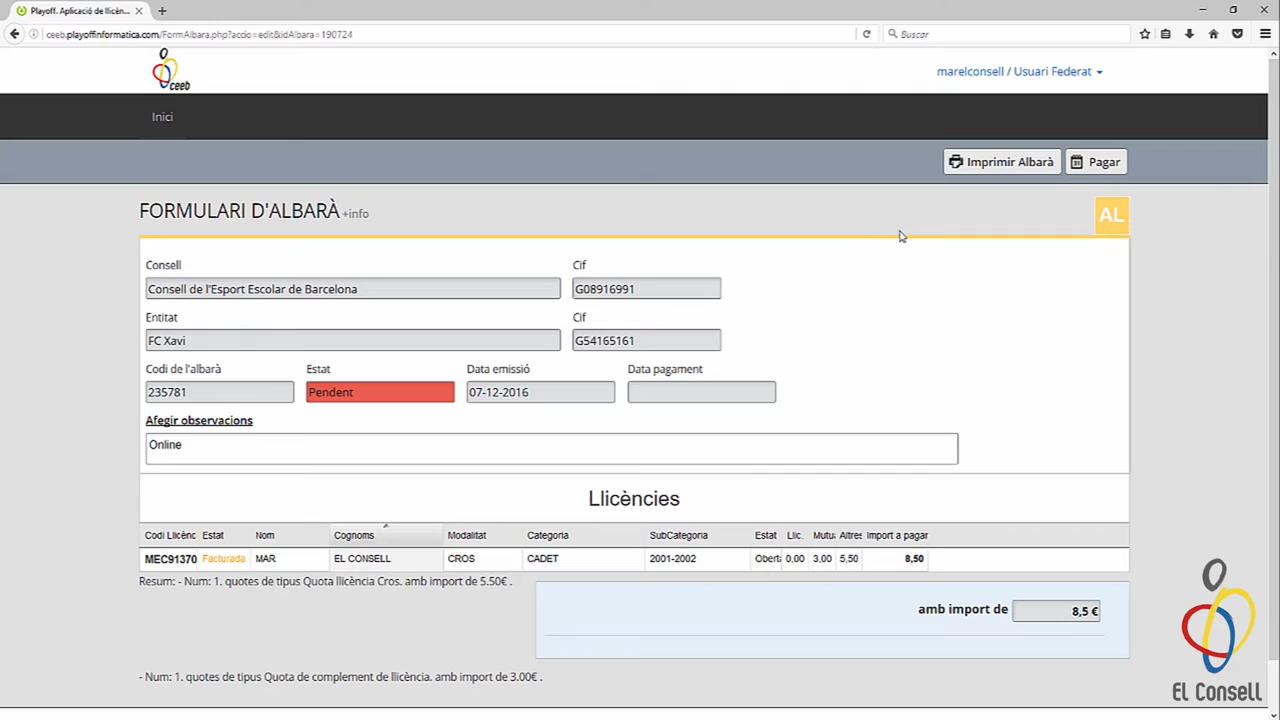 Playoff. Aplicació de llicèn...
ceeb.playoffinformatica.com/FormAlbara.php?accio=edit&idAlbara=190724
Buscar
ceeb
marelconsell / Usuari Federat
Inici
Imprimir Albarà
Pagar
FORMULARI D'ALBARÀ +info
AL
Consell
Cif
Consell de l'Esport Escolar de Barcelona
G08916991
Entitat
Cif
FC Xavi
G54165161
Codi de l'albarà
Estat
Data emissió
Data pagament
235781
Pendent
07-12-2016
Afegir observacions
Online
Llicències
Codi Llicènc Estat Nom Cognoms Modalitat Categoria SubCategoria Estat Llic. Mutu Altres Import a pagar
MEC91370 Facturada MAR EL CONSELL CROS CADET 2001-2002 Oberta 0,00 3,00 5,50 8,50
Resum: - Num: 1. quotes de tipus Quota llicència Cros. amb import de 5.50€ .
amb import de 8,5 €
- Num: 1. quotes de tipus Quota de complement de llicència. amb import de 3.00€ .
El Consell